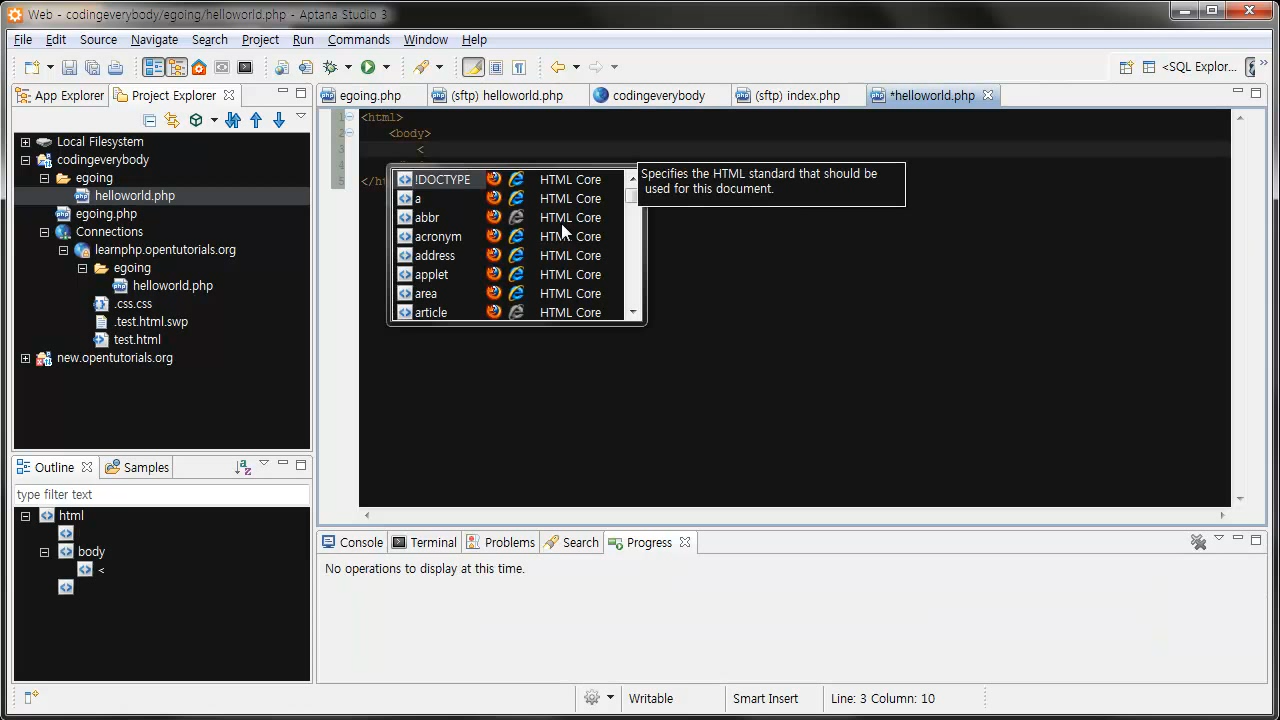 Web - codingeverybody/egoing/helloworld.php - Aptana Studio 3
File Edit Source Navigate Search Project Run Commands Window Help
<SQL Explor...
App Explorer Project Explorer
egoing.php (sftp) helloworld.php codingeverybody (sftp) index.php *helloworld.php
Local Filesystem
codingeverybody
egoing
helloworld.php
egoing.php
Connections
learnphp.opentutorials.org
egoing
helloworld.php
.css.css
.test.html.swp
test.html
new.opentutorials.org
1 <html>
2 <body>
3 <
4
5 </ht
!DOCTYPE HTML Core
a HTML Core
abbr HTML Core
acronym HTML Core
address HTML Core
applet HTML Core
area HTML Core
article HTML Core
Specifies the HTML standard that should be
used for this document.
Outline Samples
type filter text
html
body
<
Console Terminal Problems Search Progress
No operations to display at this time.
Writable Smart Insert Line: 3 Column: 10